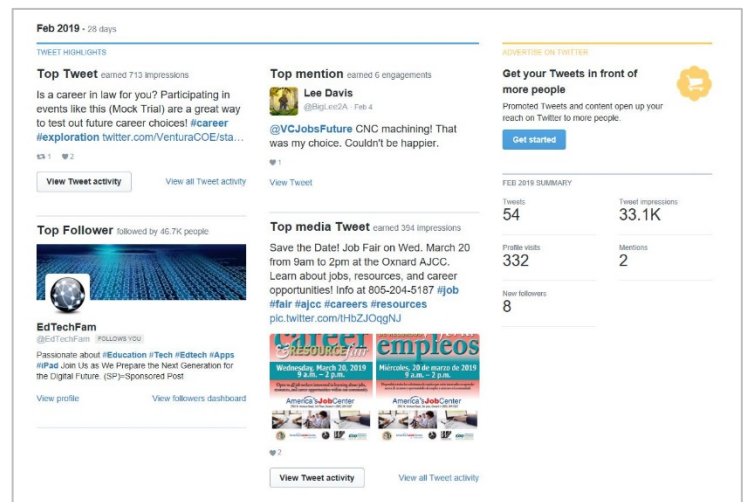 Feb 2019 - 28 days
TWEET HIGHLIGHTS
Top Tweet earned 713 impressions
Is a career in law for you? Participating in
events like this (Mock Trial) are a great way
to test out future career choices! #career
#exploration twitter.com/VenturaCOE/sta…
1 2
View Tweet activity
View all Tweet activity
Top Follower followed by 46.7K people
EdTechFam
@EdTechFam FOLLOWS YOU
Passionate about #Education #Tech #Edtech #Apps
#iPad Join Us as We Prepare the Next Generation for
the Digital Future. (SP)=Sponsored Post
View profile
View followers dashboard
Top mention earned 6 engagements
Lee Davis
@BigLee2A · Feb 4
@VCJobsFuture CNC machining! That
was my choice. Couldn't be happier.
1
View Tweet
Top media Tweet earned 394 impressions
Save the Date! Job Fair on Wed. March 20
from 9am to 2pm at the Oxnard AJCC.
Learn about jobs, resources, and career
opportunities! Info at 805-204-5187 #job
#fair #ajcc #careers #resources
pic.twitter.com/tHbZJOqgNJ
Career
& RESOURCE fair
Wednesday, March 20, 2019
9 a.m. – 2 p.m.
America's JobCenter
empleos
Miércoles, 20 de marzo de 2019
9 a.m. – 2 p.m.
America's JobCenter
2
View Tweet activity
View all Tweet activity
ADVERTISE ON TWITTER
Get your Tweets in front of
more people
Promoted Tweets and content open up your
reach on Twitter to more people.
Get started
FEB 2019 SUMMARY
Tweets
54
Tweet impressions
33.1K
Profile visits
332
Mentions
2
New followers
8